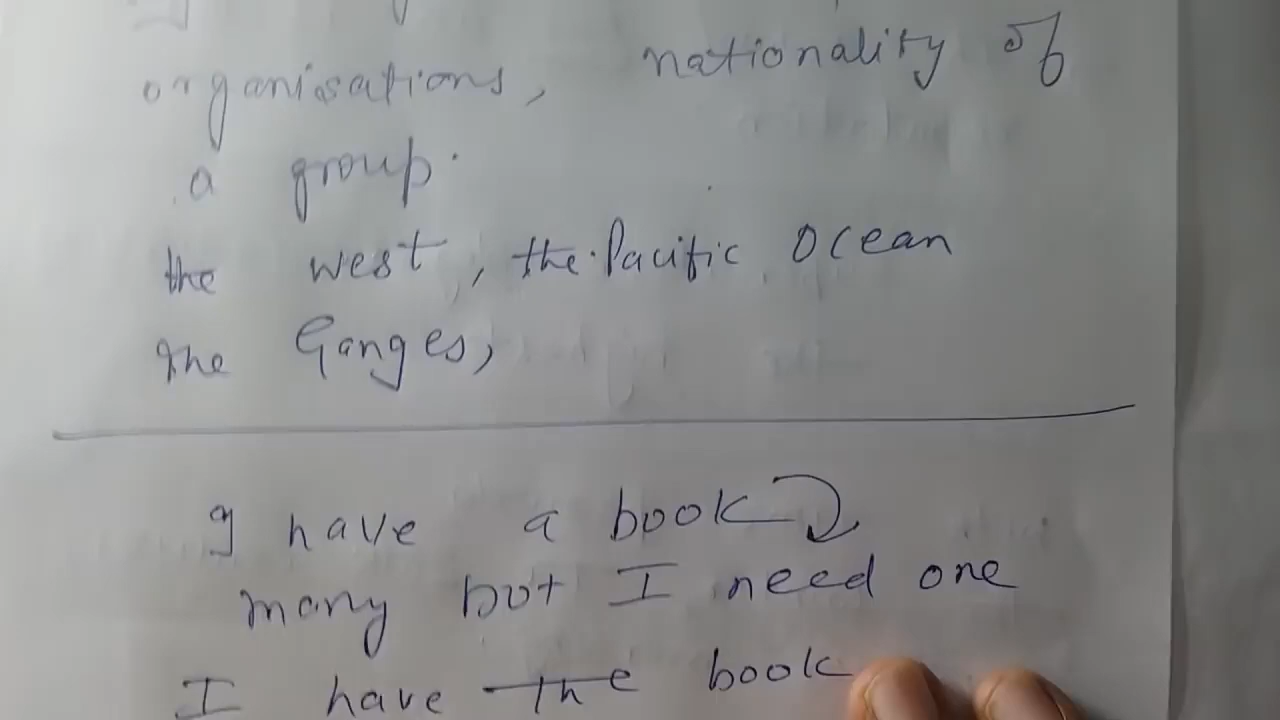 organisations, nationality of
a group.
the west, the Pacific Ocean
the Ganges,
I have a book
many but I need one
I have the book